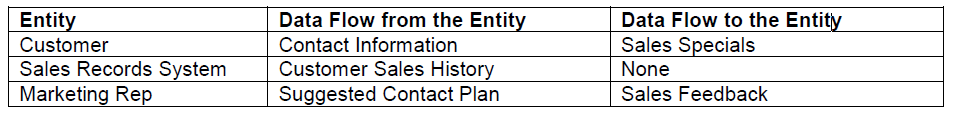 Entity Data Flow from the Entity Data Flow to the Entity
Customer Contact Information Sales Specials
Sales Records System Customer Sales History None
Marketing Rep Suggested Contact Plan Sales Feedback